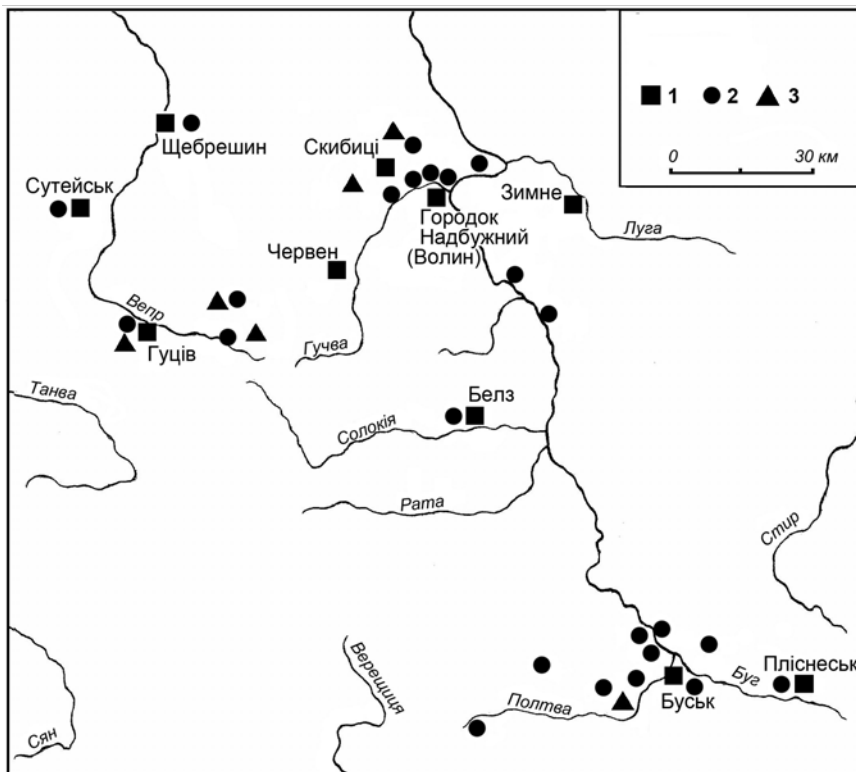 1 2 3
0 30 км
Щебрешин
Скибиці
Сутейськ
Зимне
Городок
Надбужний
(Волин)
Луга
Червен
Вепр
Гуців
Гучва
Танва
Белз
Солокія
Рата
Стир
Верещиця
Пліснеськ
Буг
Буськ
Полтва
Сян